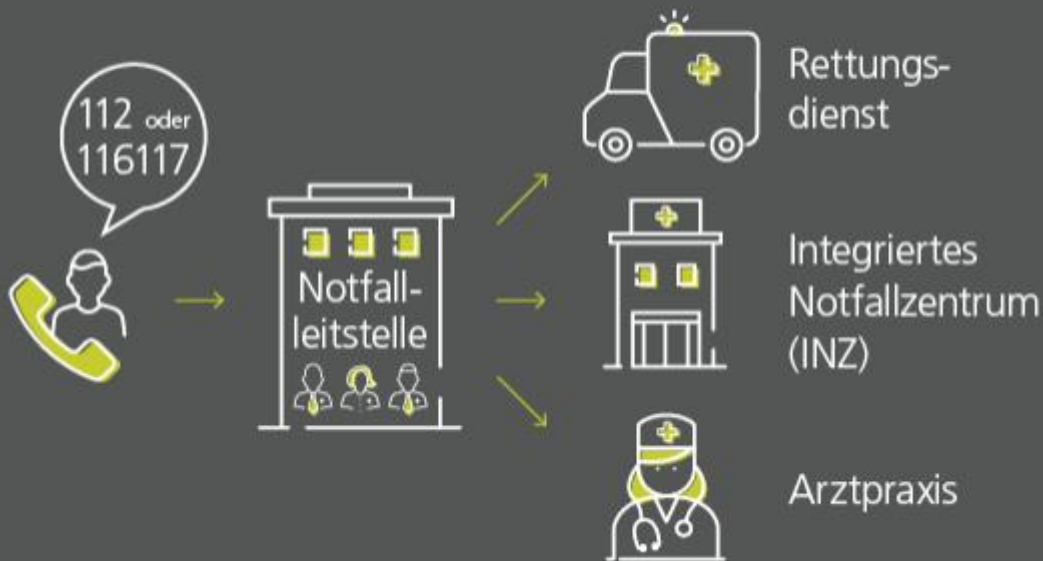 112 oder
116117
Notfall-
leitstelle
Rettungs-
dienst
Integriertes
Notfallzentrum
(INZ)
Arztpraxis